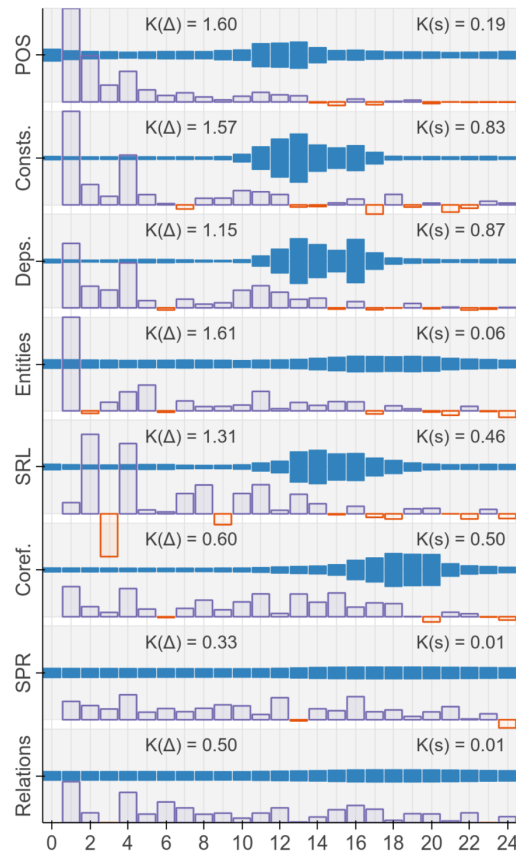 POS
K(Δ) = 1.60 K(s) = 0.19
Consts.
K(Δ) = 1.57 K(s) = 0.83
Deps.
K(Δ) = 1.15 K(s) = 0.87
Entities
K(Δ) = 1.61 K(s) = 0.06
SRL
K(Δ) = 1.31 K(s) = 0.46
Coref.
K(Δ) = 0.60 K(s) = 0.50
SPR
K(Δ) = 0.33 K(s) = 0.01
Relations
K(Δ) = 0.50 K(s) = 0.01
0 2 4 6 8 10 12 14 16 18 20 22 24